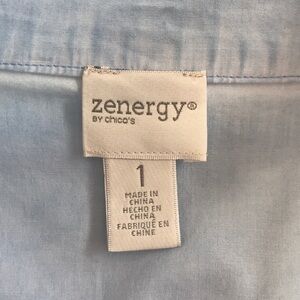 zenergy®
BY chico's
1
MADE IN
CHINA
HECHO EN
CHINA
FABRIQUÉ EN
CHINE